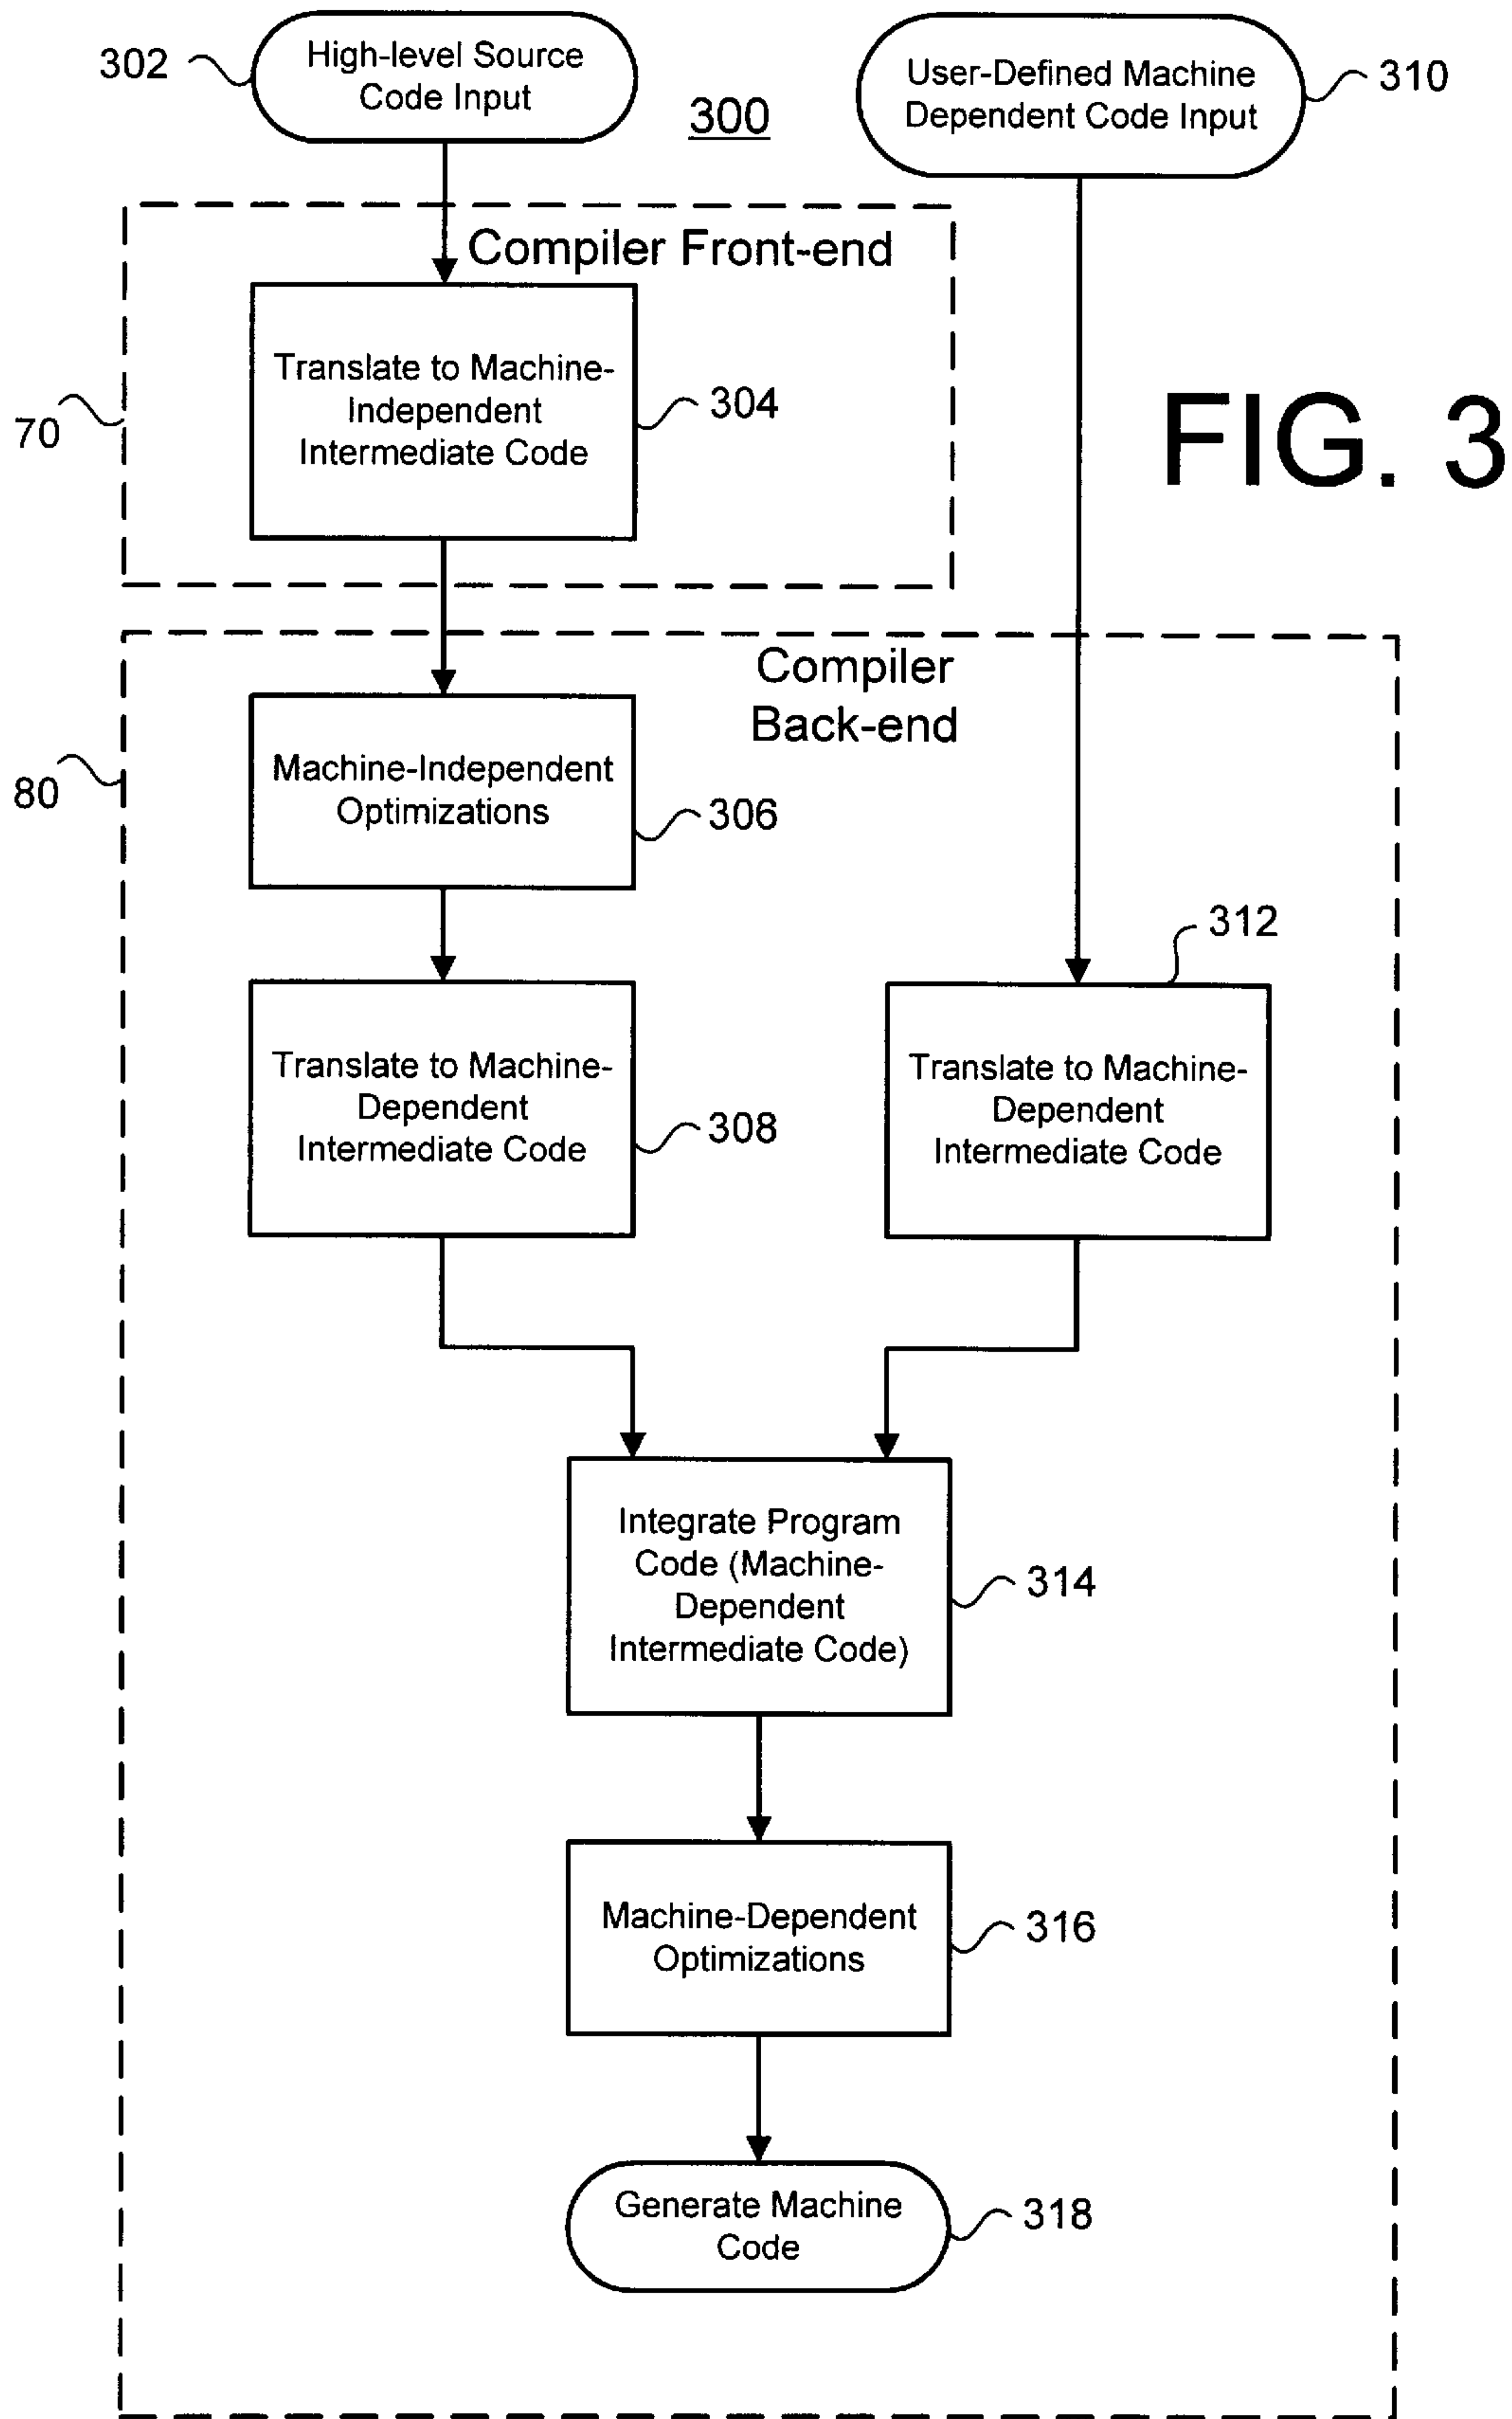 302
High-level Source
Code Input
300
User-Defined Machine
Dependent Code Input
310
Compiler Front-end
Translate to Machine-
Independent
Intermediate Code
304
70
FIG. 3
Compiler
Back-end
80
Machine-Independent
Optimizations
306
Translate to Machine-
Dependent
Intermediate Code
308
312
Translate to Machine-
Dependent
Intermediate Code
Integrate Program
Code (Machine-
Dependent
Intermediate Code)
314
Machine-Dependent
Optimizations
316
Generate Machine
Code
318